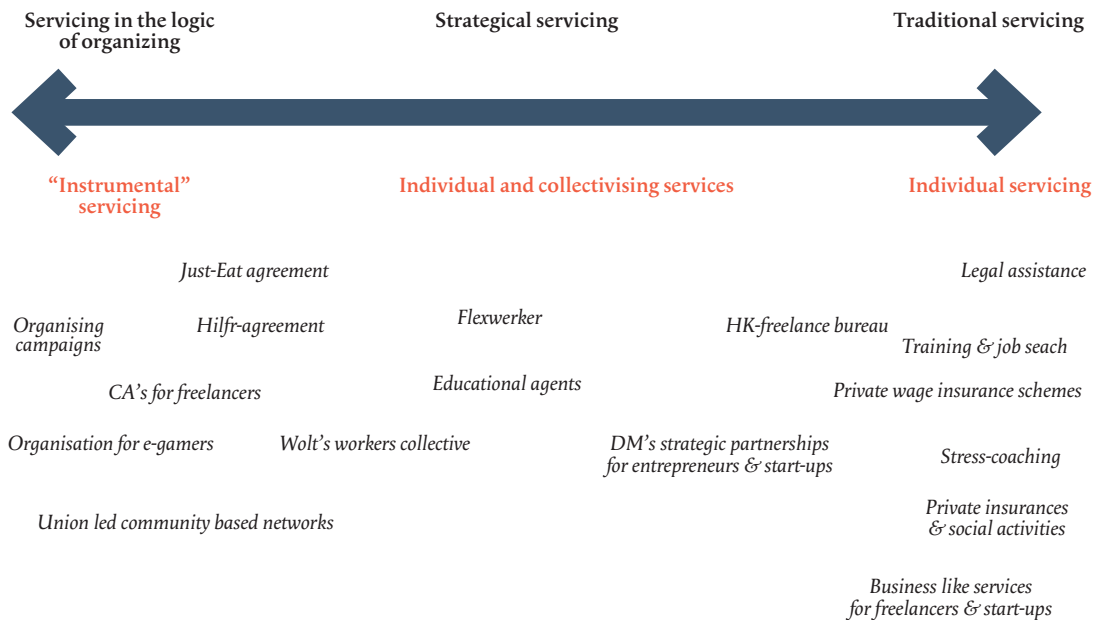 Servicing in the logic
of organizing
Strategical servicing
Traditional servicing
“Instrumental”
servicing
Individual and collectivising services
Individual servicing
Just-Eat agreement
Legal assistance
Organising
campaigns
Hilfr-agreement
Flexwerker
HK-freelance bureau
Training & job seach
CA’s for freelancers
Educational agents
Private wage insurance schemes
Organisation for e-gamers
Wolt’s workers collective
DM’s strategic partnerships
for entrepreneurs & start-ups
Stress-coaching
Union led community based networks
Private insurances
& social activities
Business like services
for freelancers & start-ups